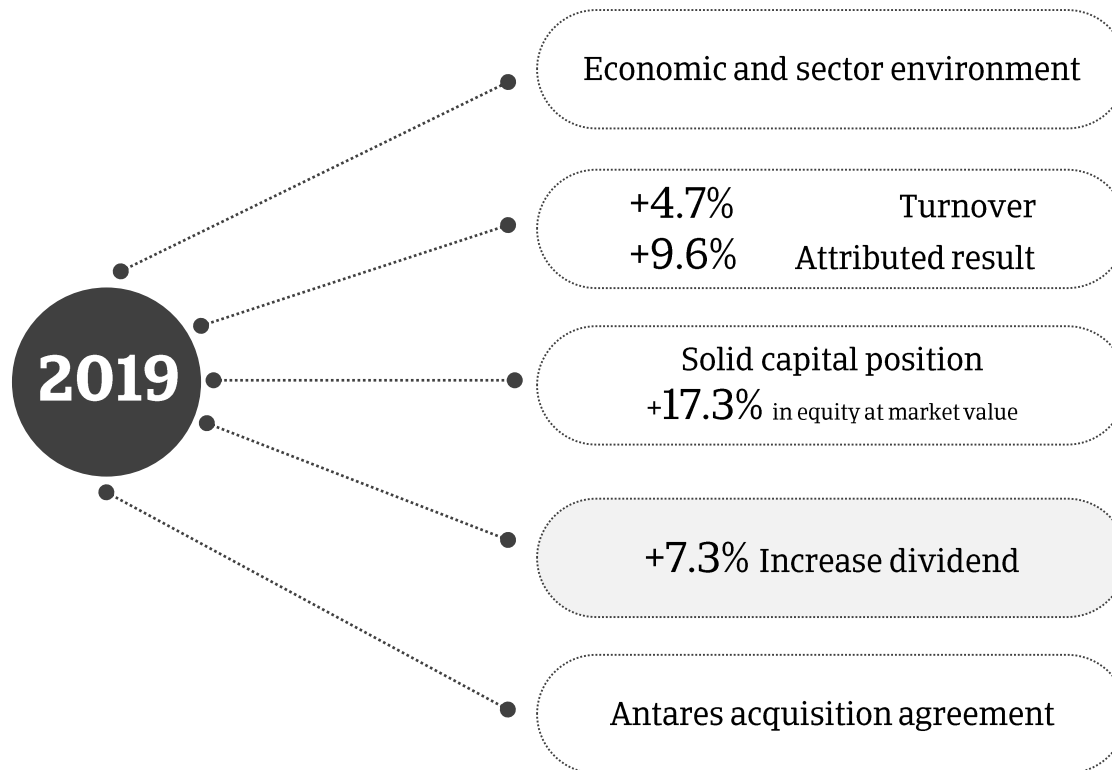 Economic and sector environment
+4.7% Turnover
+9.6% Attributed result
2019
Solid capital position
+17.3% in equity at market value
+7.3% Increase dividend
Antares acquisition agreement